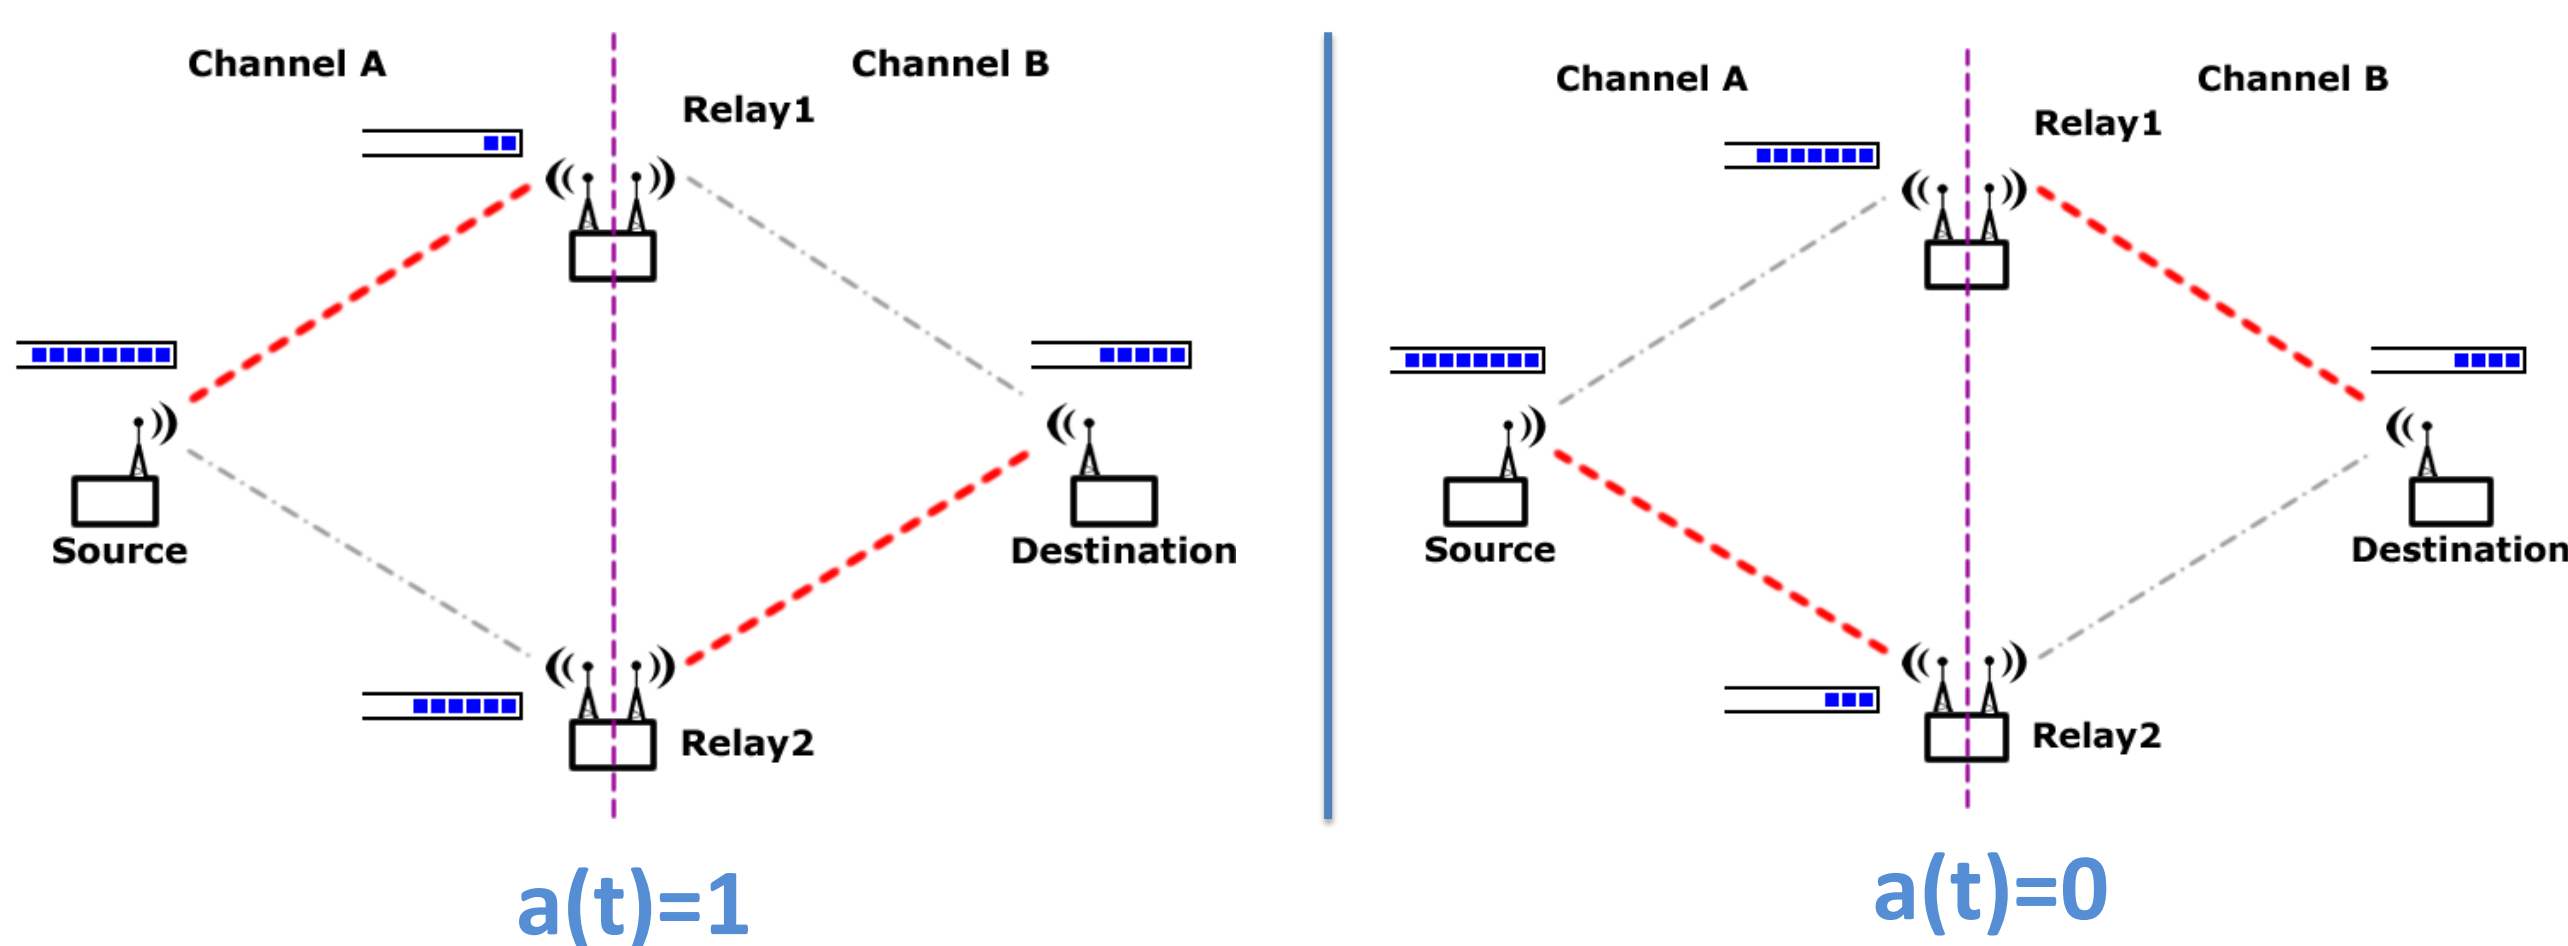 Channel A
Channel B
Relay1
Source
Destination
Relay2
a(t)=1
Channel A
Channel B
Relay1
Source
Destination
Relay2
a(t)=0